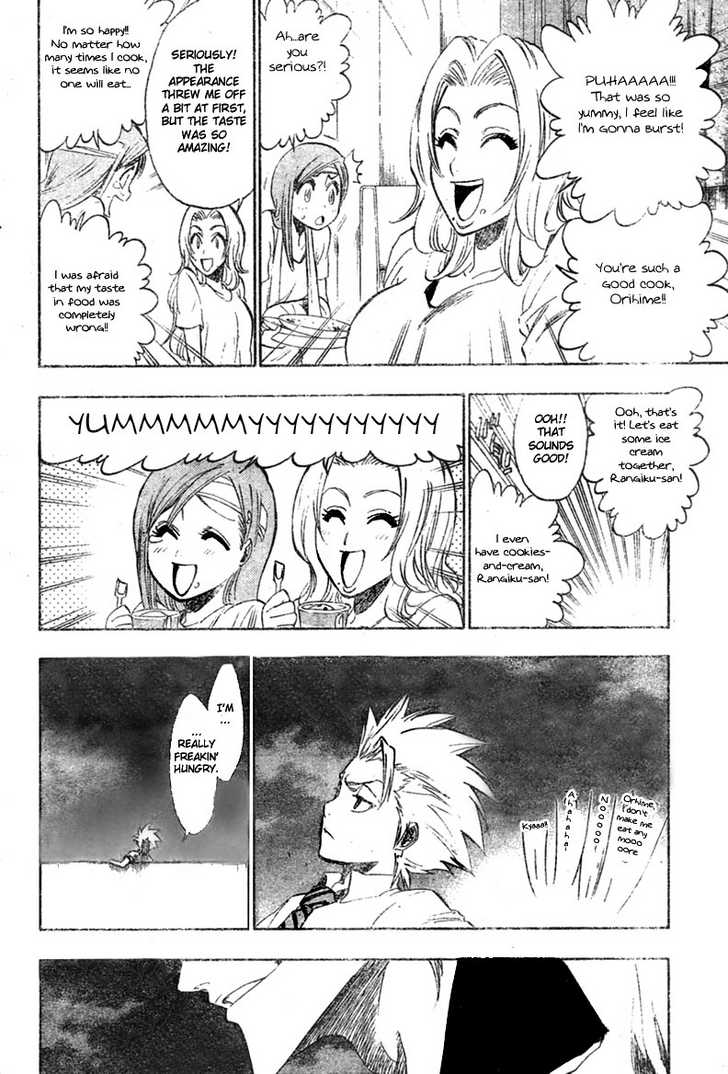 PUHAAAAA!!!
That was so
yummy, I feel like
I'm gonna burst!
You're such a
good cook,
Orihime!!
Ah...are
you
serious?!
SERIOUSLY!
THE
APPEARANCE
THREW ME OFF
A BIT AT FIRST,
BUT THE TASTE
WAS SO
AMAZING!
I'm so happy!!
No matter how
many times I cook,
it seems like no
one will eat...
I was afraid
that my taste
in food was
completely
wrong!!
Ooh, that's
it! Let's eat
some ice
cream
together,
Rangiku-san!
OOH!!
THAT
SOUNDS
GOOD!
I even
have cookies-
and-cream,
Rangiku-san!
YUMMMMMYYYYYYYYYYYY
Orihime,
I don't
make me
eat any
mooo
oore
Nooooo!
Ahahaha!
Kyaaa!!
I'M
...
...
REALLY
FREAKIN'
HUNGRY.